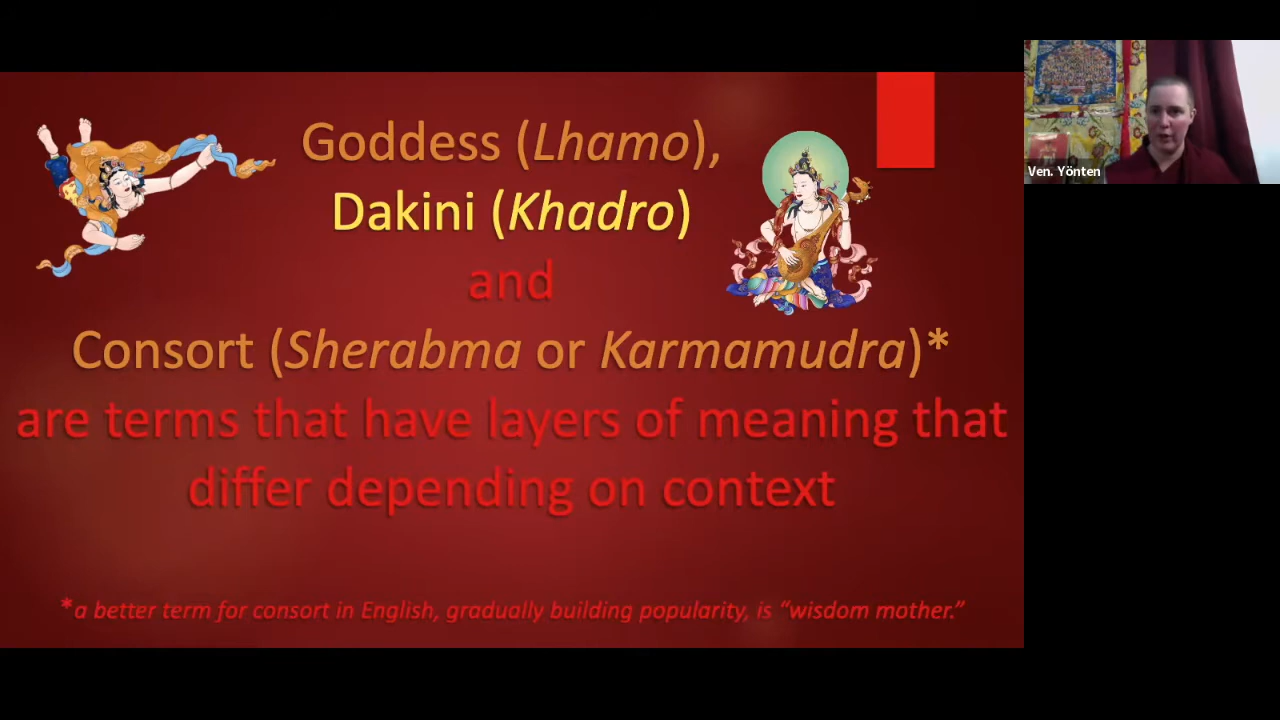 Goddess (Lhamo),
Dakini (Khadro)
and
Consort (Sherabma or Karmamudra)*
are terms that have layers of meaning that
differ depending on context
*a better term for consort in English, gradually building popularity, is “wisdom mother.”
Ven. Yönten